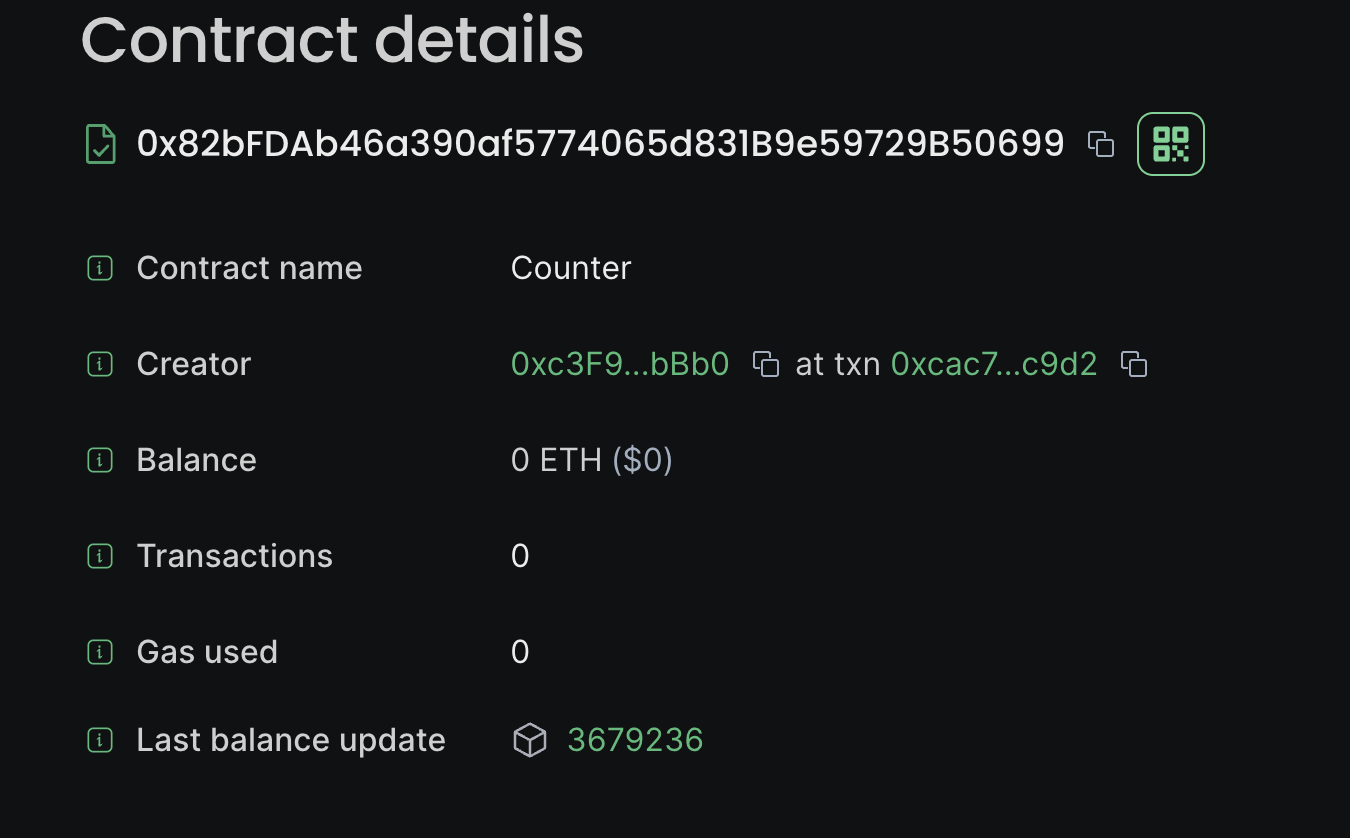 Contract details
0x82bFDAb46a390af5774065d831B9e59729B50699
Contract name Counter
Creator 0xc3F9...bBb0 at txn 0xcac7...c9d2
Balance 0 ETH ($0)
Transactions 0
Gas used 0
Last balance update 3679236